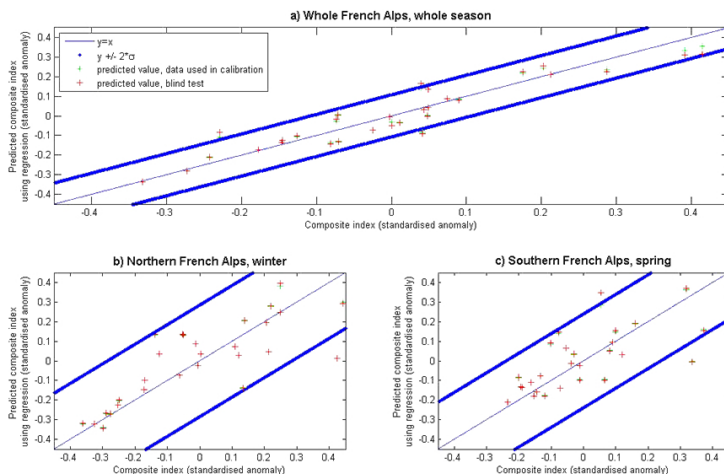 a) Whole French Alps, whole season
y=x
y +/- 2*σ
predicted value, data used in calibration
predicted value, blind test
Predicted composite index
using regression (standardised anomaly)
0.4
0.3
0.2
0.1
0
-0.1
-0.2
-0.3
-0.4
-0.4 -0.3 -0.2 -0.1 0 0.1 0.2 0.3 0.4
Composite index (standardised anomaly)
b) Northern French Alps, winter
Predicted composite index
using regression (standardised anomaly)
0.4
0.3
0.2
0.1
0
-0.1
-0.2
-0.3
-0.4
-0.4 -0.3 -0.2 -0.1 0 0.1 0.2 0.3 0.4
Composite index (standardised anomaly)
c) Southern French Alps, spring
Predicted composite index
using regression (standardised anomaly)
0.4
0.3
0.2
0.1
0
-0.1
-0.2
-0.3
-0.4
-0.4 -0.3 -0.2 -0.1 0 0.1 0.2 0.3 0.4
Composite index (standardised anomaly)